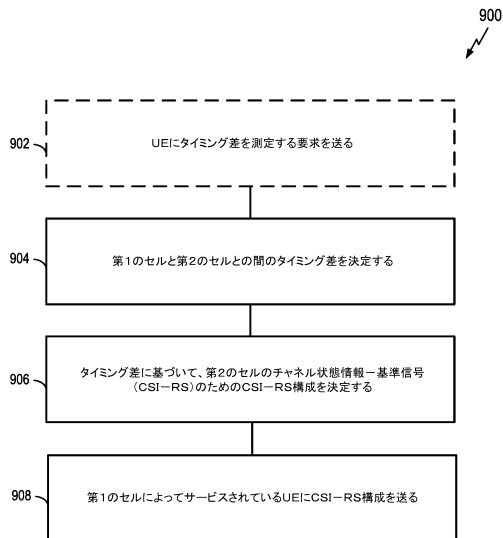 900
902
UEにタイミング差を測定する要求を送る
904
第1のセルと第2のセルとの間のタイミング差を決定する
906
タイミング差に基づいて、第2のセルのチャネル状態情報-基準信号
(CSI-RS)のためのCSI-RS構成を決定する
908
第1のセルによってサービスされているUEにCSI-RS構成を送る